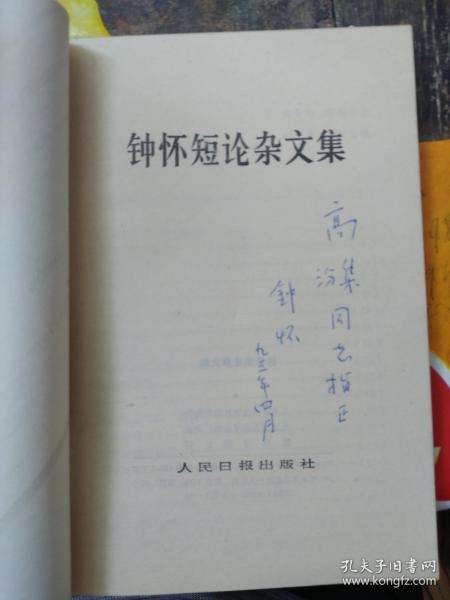 钟怀短论杂文集
高汾集同志指正
钟怀
九三年四月
人民日报出版社
孔夫子旧书网
www.kongfz.com